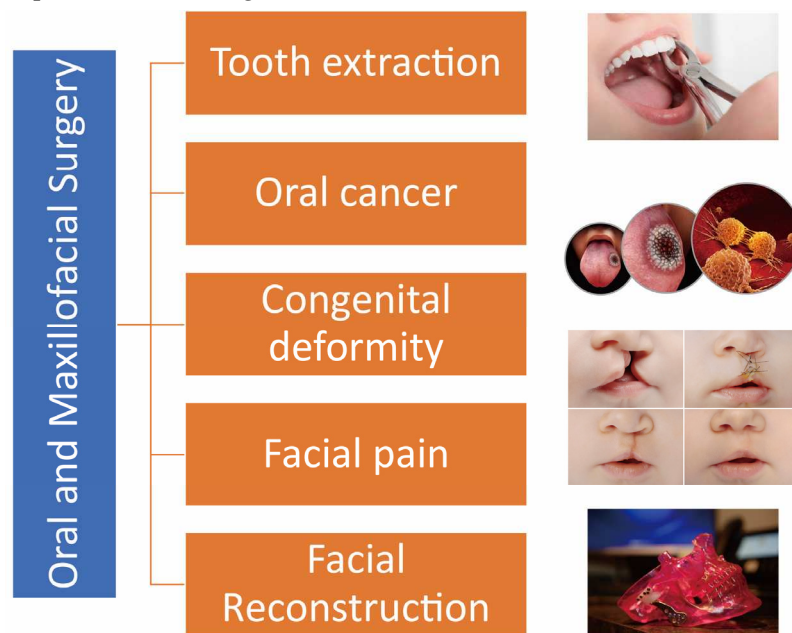 Oral and Maxillofacial Surgery
Tooth extraction
Oral cancer
Congenital
deformity
Facial pain
Facial
Reconstruction